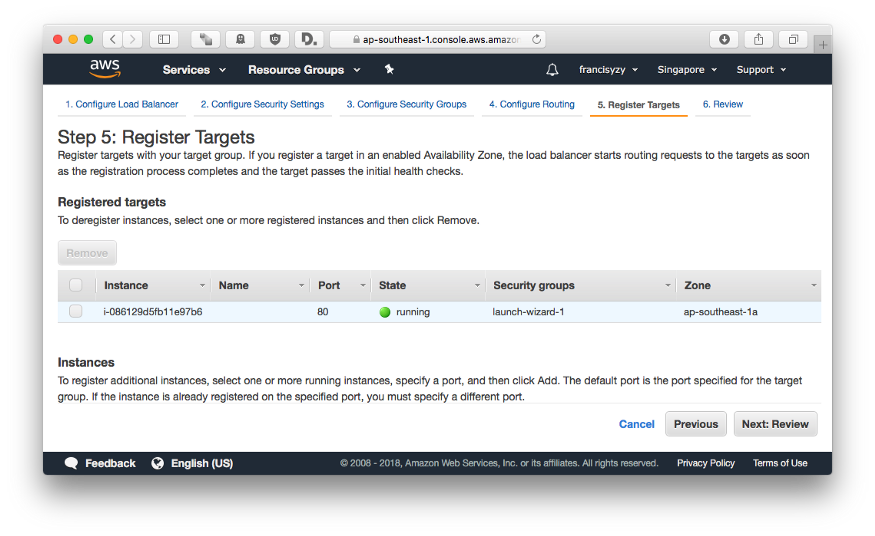 ap-southeast-1.console.aws.amazon
aws Services Resource Groups francisyzy Singapore Support
1. Configure Load Balancer 2. Configure Security Settings 3. Configure Security Groups 4. Configure Routing 5. Register Targets 6. Review
Step 5: Register Targets
Register targets with your target group. If you register a target in an enabled Availability Zone, the load balancer starts routing requests to the targets as soon
as the registration process completes and the target passes the initial health checks.
Registered targets
To deregister instances, select one or more registered instances and then click Remove.
Remove
Instance Name Port State Security groups Zone
i-086129d5fb11e97b6 80 running launch-wizard-1 ap-southeast-1a
Instances
To register additional instances, select one or more running instances, specify a port, and then click Add. The default port is the port specified for the target
group. If the instance is already registered on the specified port, you must specify a different port.
Cancel Previous Next: Review
Feedback English (US) © 2008 - 2018, Amazon Web Services, Inc. or its affiliates. All rights reserved. Privacy Policy Terms of Use